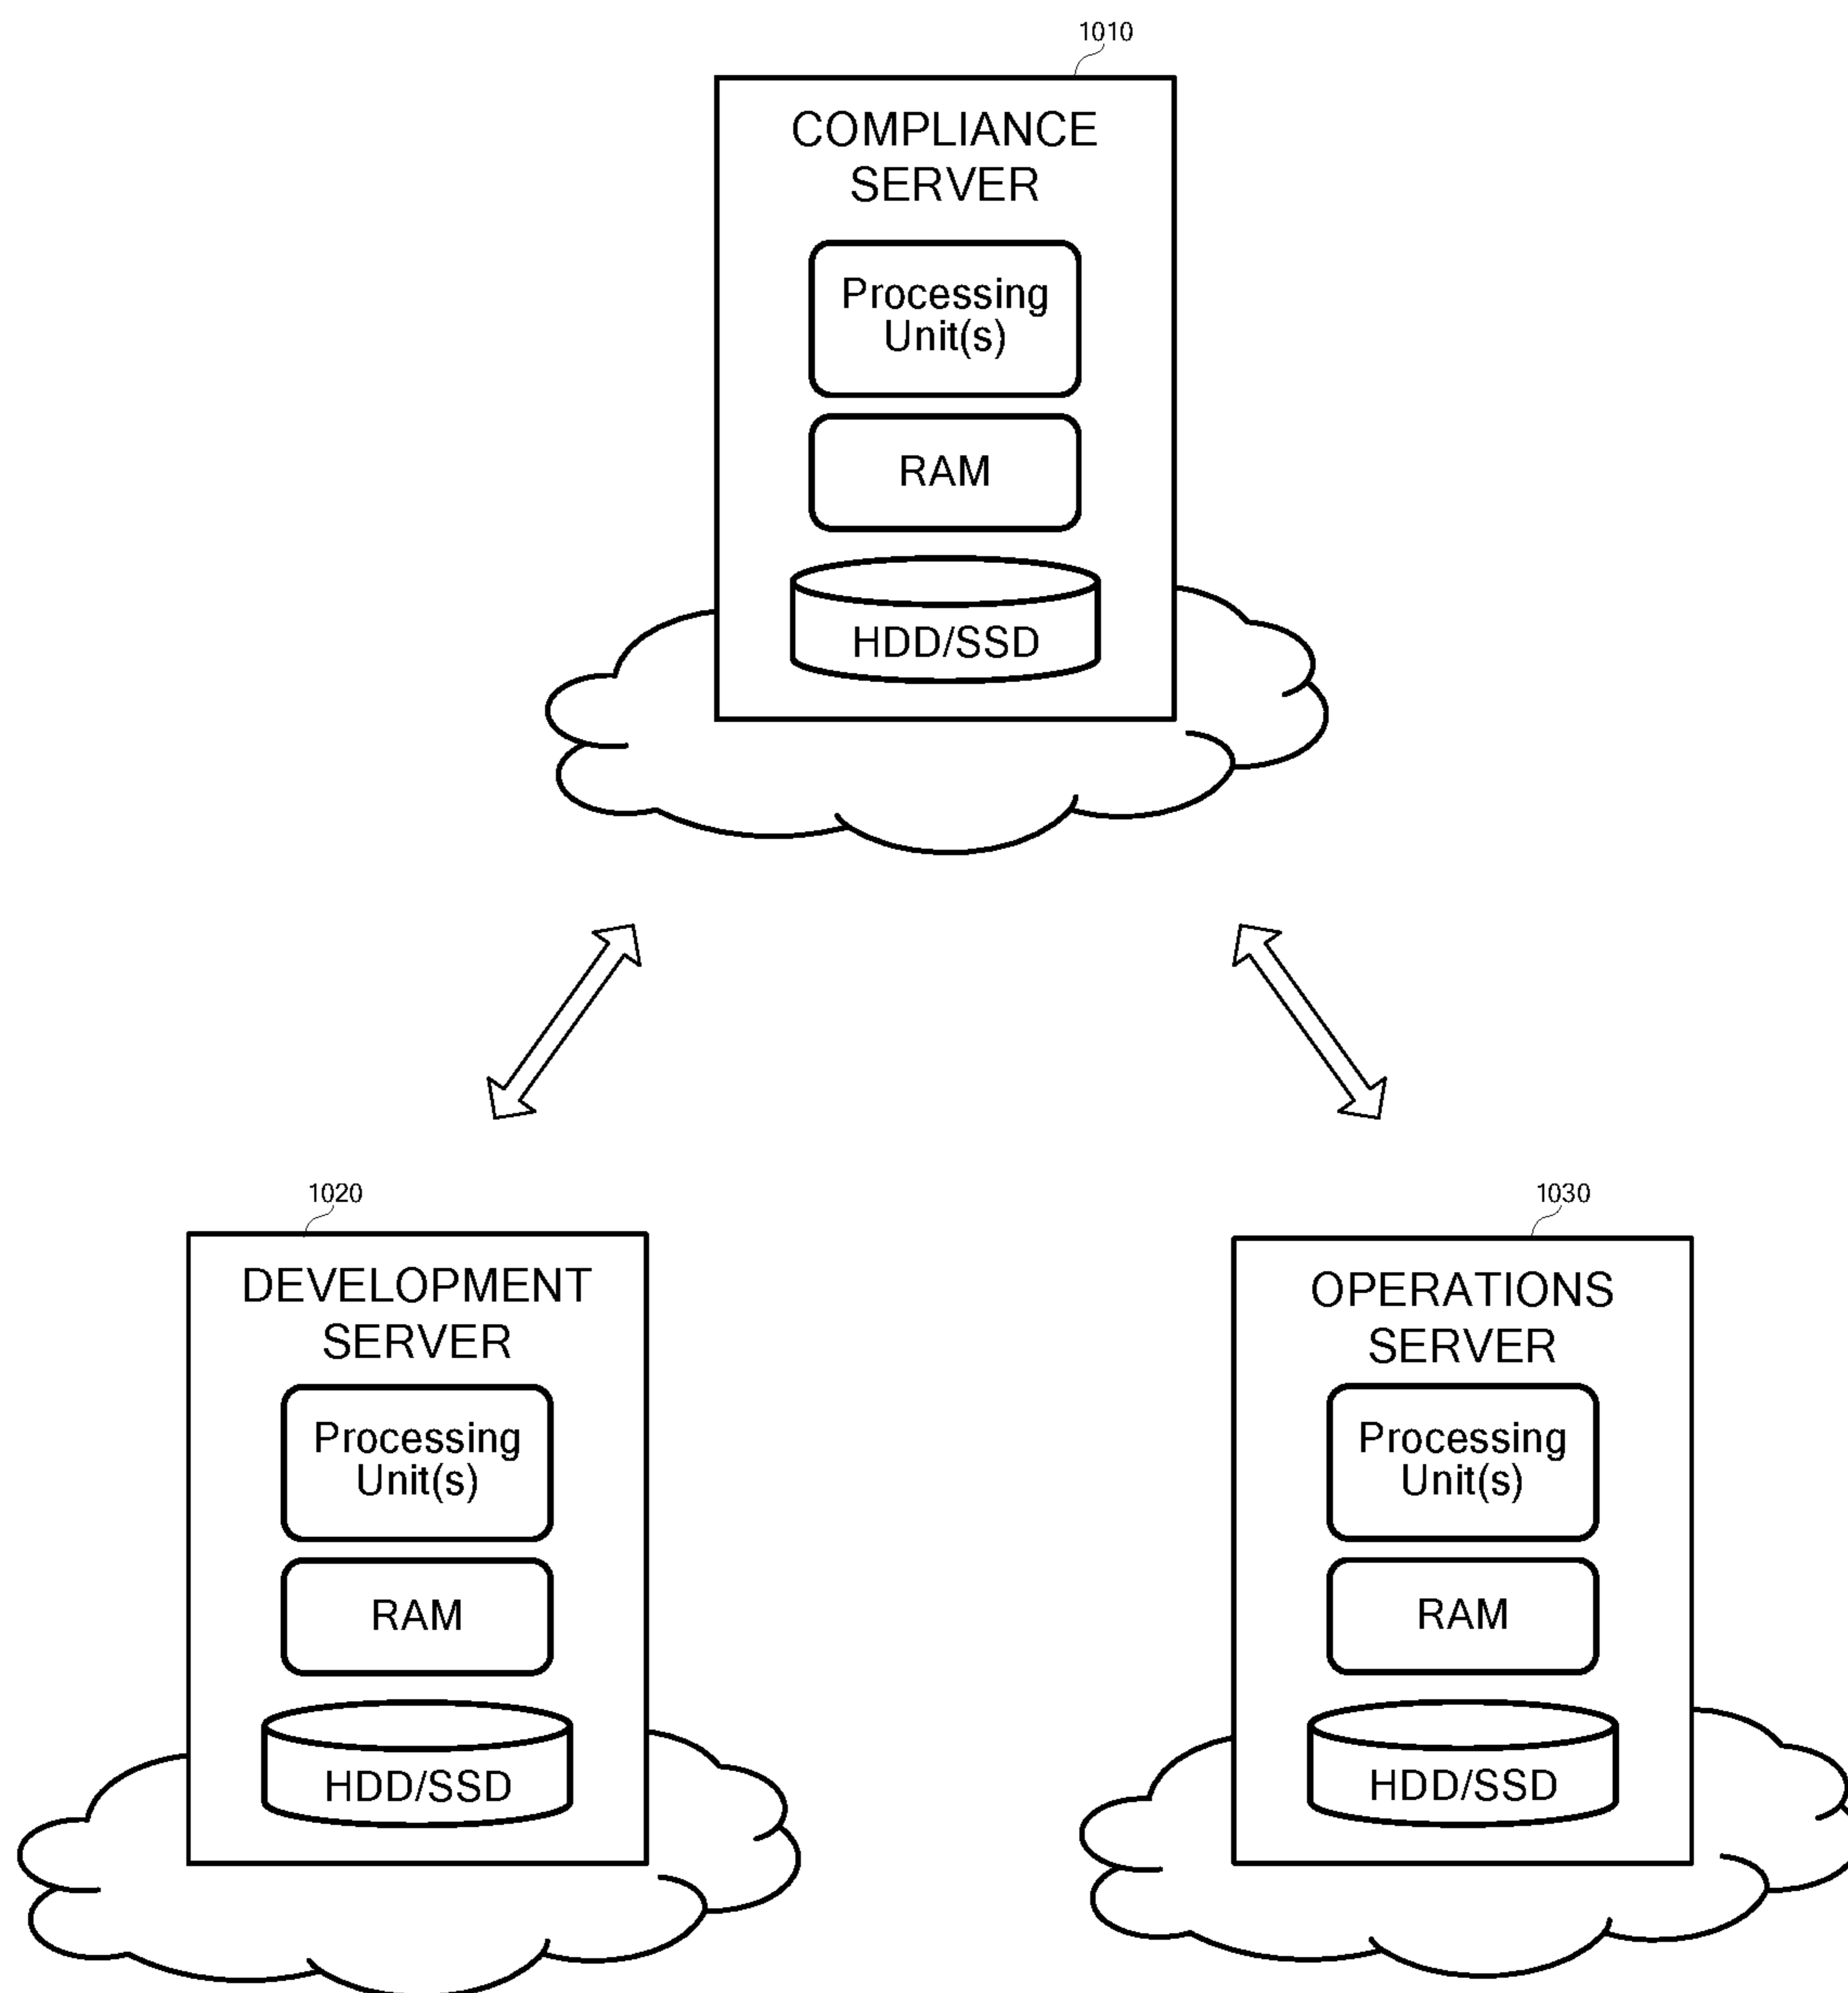 1010
COMPLIANCE
SERVER
Processing
Unit(s)
RAM
HDD/SSD
1020
DEVELOPMENT
SERVER
Processing
Unit(s)
RAM
HDD/SSD
1030
OPERATIONS
SERVER
Processing
Unit(s)
RAM
HDD/SSD